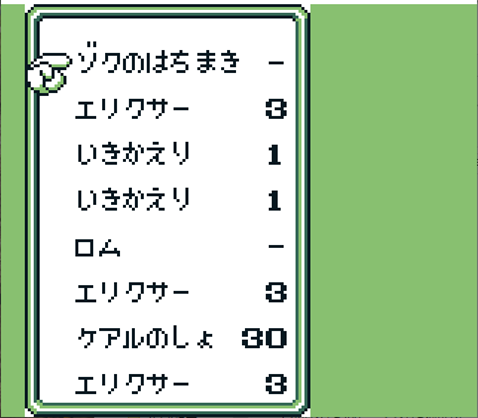 ゾクのはちまき -
エリクサー 3
いきかえり 1
いきかえり 1
ロム -
エリクサー 3
ケアルのしょ 30
エリクサー 3